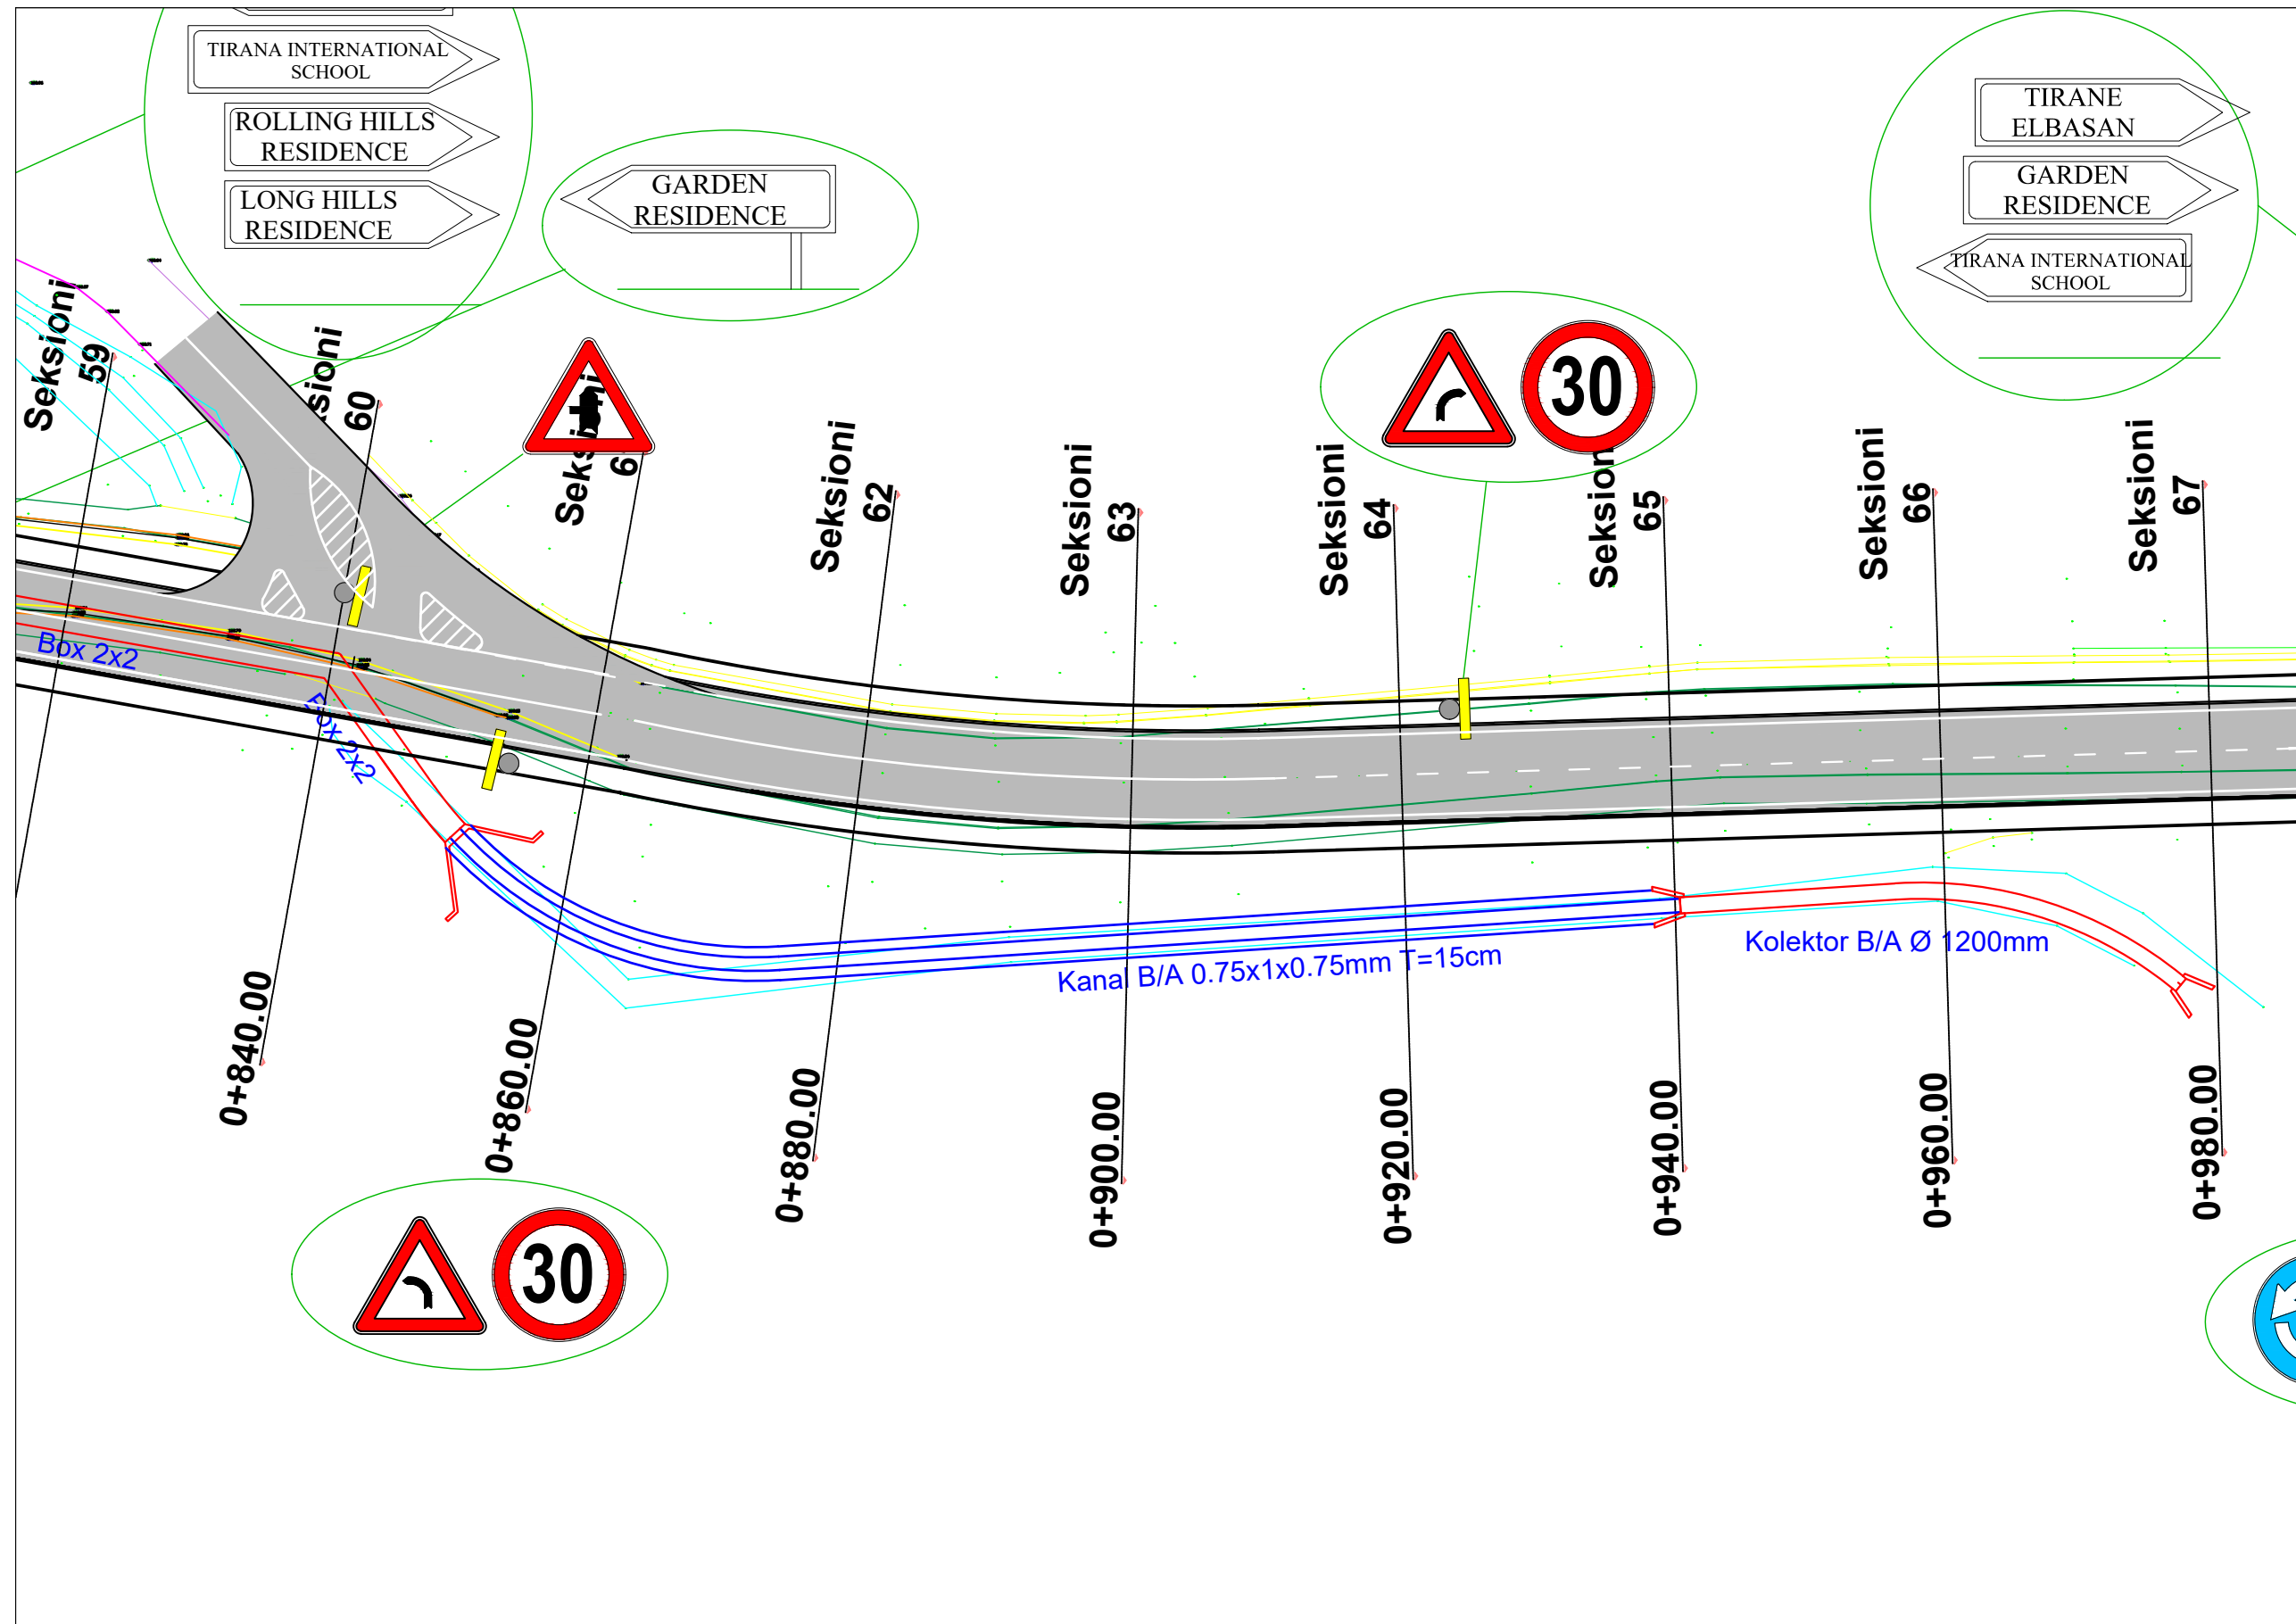 TIRANA INTERNATIONAL
SCHOOL
ROLLING HILLS
RESIDENCE
LONG HILLS
RESIDENCE
GARDEN
RESIDENCE
TIRANE
ELBASAN
GARDEN
RESIDENCE
TIRANA INTERNATIONAL
SCHOOL
30
Seksioni
59
60
Seksioni
62
Seksioni
63
Seksioni
64
Seksioni
65
Seksioni
66
Seksioni
67
Box 2x2
Box 2x2
Kanal B/A 0.75x1x0.75mm T=15cm
Kolektor B/A Ø 1200mm
0+840.00
0+860.00
0+880.00
0+900.00
0+920.00
0+940.00
0+960.00
0+980.00
30